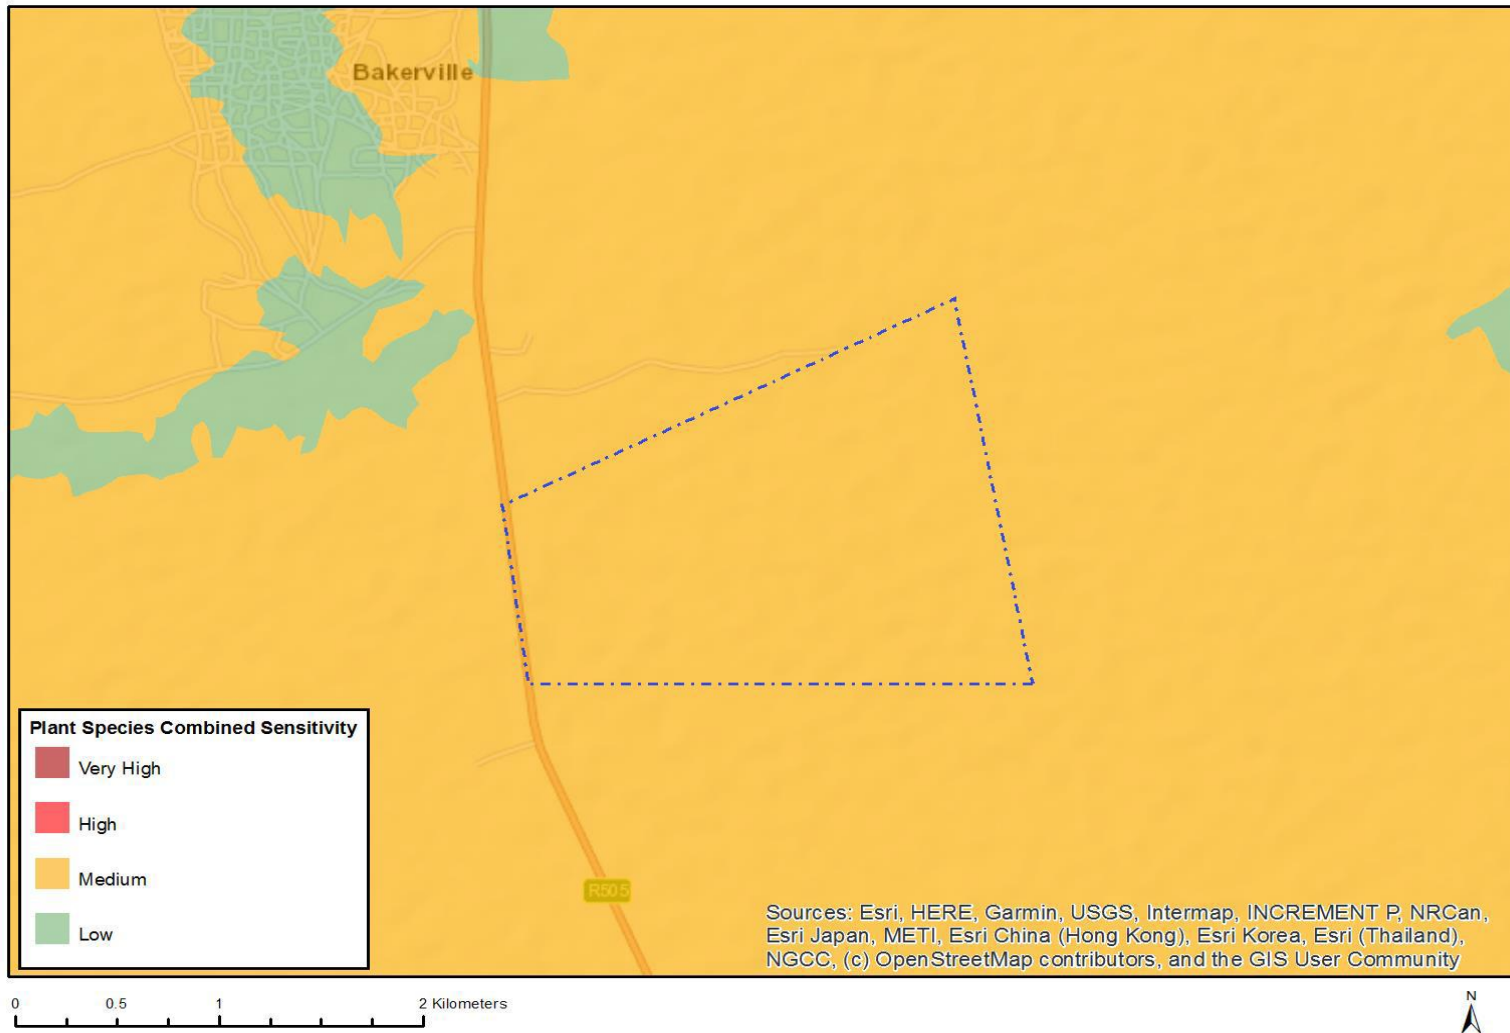 Bakerville
Plant Species Combined Sensitivity
Very High
High
Medium
Low
R505
Sources: Esri, HERE, Garmin, USGS, Intermap, INCREMENT P, NRCan,
Esri Japan, METI, Esri China (Hong Kong), Esri Korea, Esri (Thailand),
NGCC, (c) OpenStreetMap contributors, and the GIS User Community
0 0.5 1 2 Kilometers
N